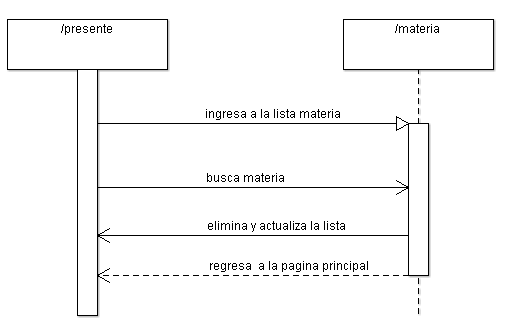 /presente
/materia
ingresa a la lista materia
busca materia
elimina y actualiza la lista
regresa a la pagina principal